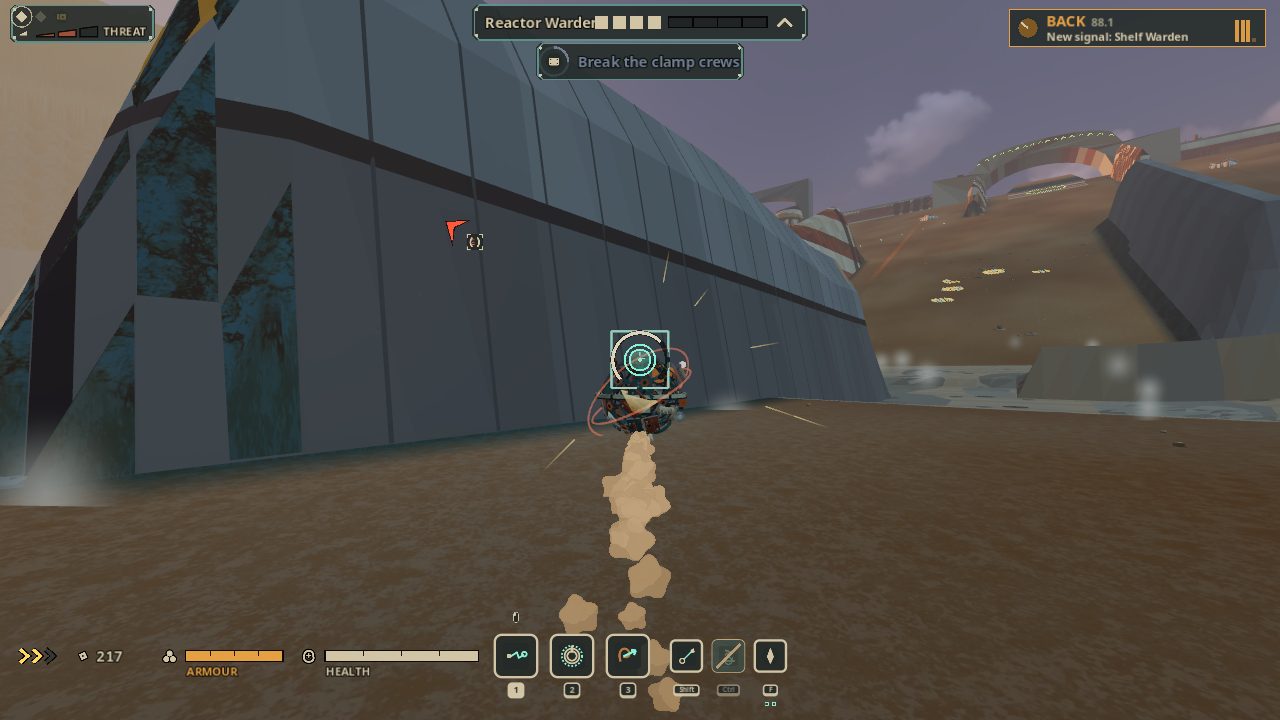 THREAT
Reactor Warden
Break the clamp crews
BACK 88.1
New signal: Shelf Warden
217
ARMOUR
HEALTH
1
2
3
Shift
Ctrl
F